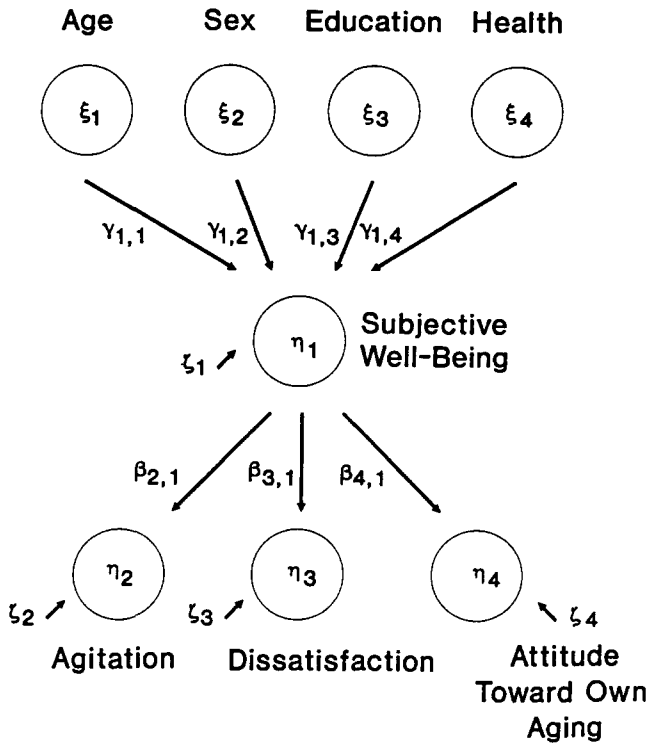 Age Sex Education Health
ξ1 ξ2 ξ3 ξ4
γ1,1 γ1,2 γ1,3 γ1,4
η1
Subjective
Well-Being
ζ1
β2,1 β3,1 β4,1
η2 η3 η4
ζ2 ζ3 ζ4
Agitation Dissatisfaction Attitude
Toward Own
Aging